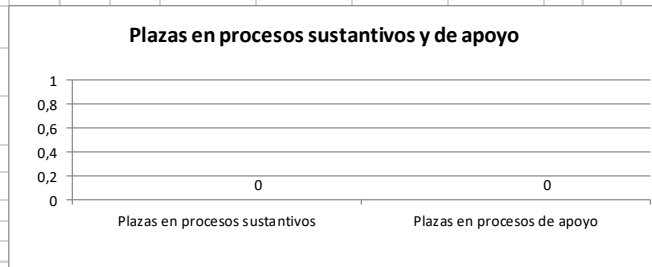 Plazas en procesos sustantivos y de apoyo
1
0,8
0,6
0,4
0,2
0
0
0
Plazas en procesos sustantivos
Plazas en procesos de apoyo